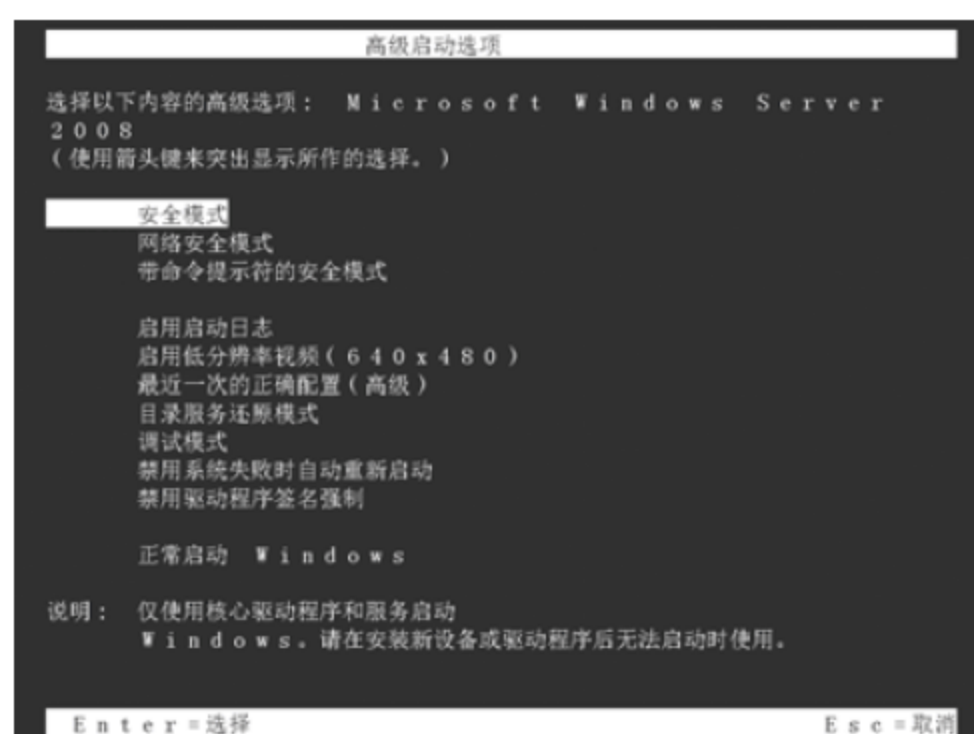 高级启动选项
选择以下内容的高级选项: Microsoft Windows Server
2008
(使用箭头键来突出显示所作的选择。)
安全模式
网络安全模式
带命令提示符的安全模式
启用启动日志
启用低分辨率视频(640x480)
最近一次的正确配置(高级)
目录服务还原模式
调试模式
禁用系统失败时自动重新启动
禁用驱动程序签名强制
正常启动 Windows
说明: 仅使用核心驱动程序和服务启动
Windows。请在安装新设备或驱动程序后无法启动时使用。
Enter=选择 Esc=取消